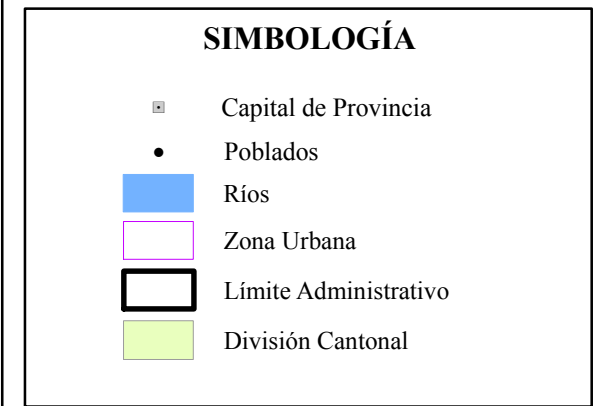 SIMBOLOGÍA
Capital de Provincia
Poblados
Ríos
Zona Urbana
Límite Administrativo
División Cantonal